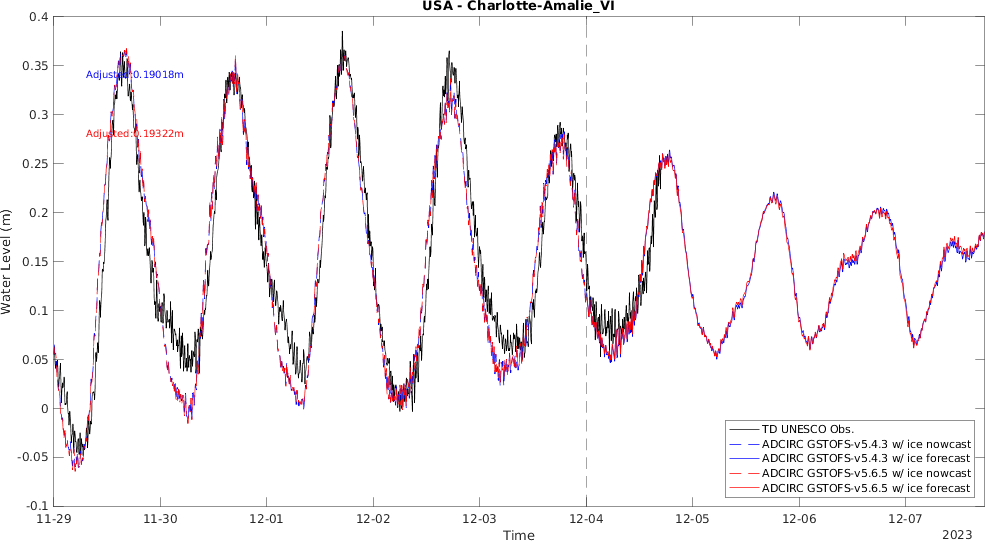 USA - Charlotte-Amalie_VI
0.4
0.35
0.3
0.25
0.2
0.15
0.1
0.05
0
-0.05
-0.1
Water Level (m)
Adjusted:0.19018m
Adjusted:0.19322m
TD UNESCO Obs.
ADCIRC GSTOFS-v5.4.3 w/ ice nowcast
ADCIRC GSTOFS-v5.4.3 w/ ice forecast
ADCIRC GSTOFS-v5.6.5 w/ ice nowcast
ADCIRC GSTOFS-v5.6.5 w/ ice forecast
11-29 11-30 12-01 12-02 12-03 12-04 12-05 12-06 12-07
Time
2023